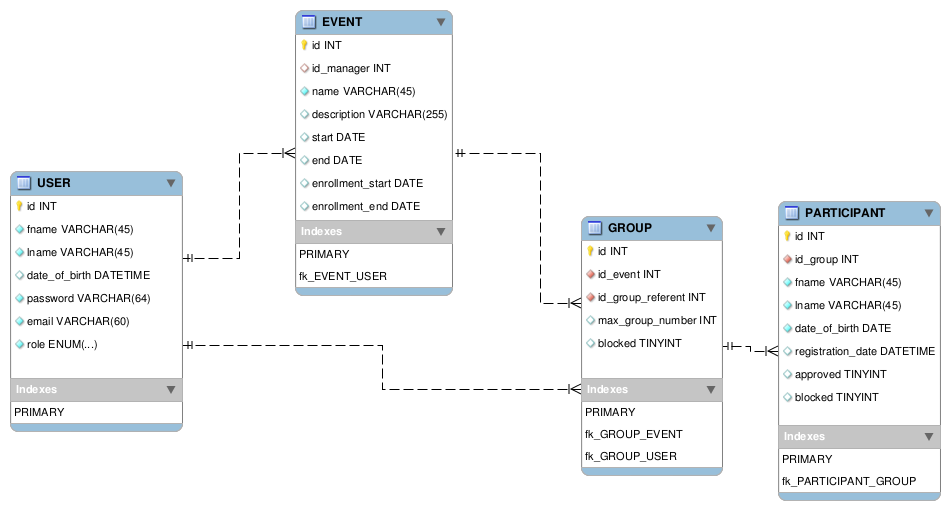 EVENT
id INT
id_manager INT
name VARCHAR(45)
description VARCHAR(255)
start DATE
end DATE
enrollment_start DATE
enrollment_end DATE
Indexes
PRIMARY
fk_EVENT_USER
USER
id INT
fname VARCHAR(45)
lname VARCHAR(45)
date_of_birth DATETIME
password VARCHAR(64)
email VARCHAR(60)
role ENUM(...)
Indexes
PRIMARY
GROUP
id INT
id_event INT
id_group_referent INT
max_group_number INT
blocked TINYINT
Indexes
PRIMARY
fk_GROUP_EVENT
fk_GROUP_USER
PARTICIPANT
id INT
id_group INT
fname VARCHAR(45)
lname VARCHAR(45)
date_of_birth DATE
registration_date DATETIME
approved TINYINT
blocked TINYINT
Indexes
PRIMARY
fk_PARTICIPANT_GROUP